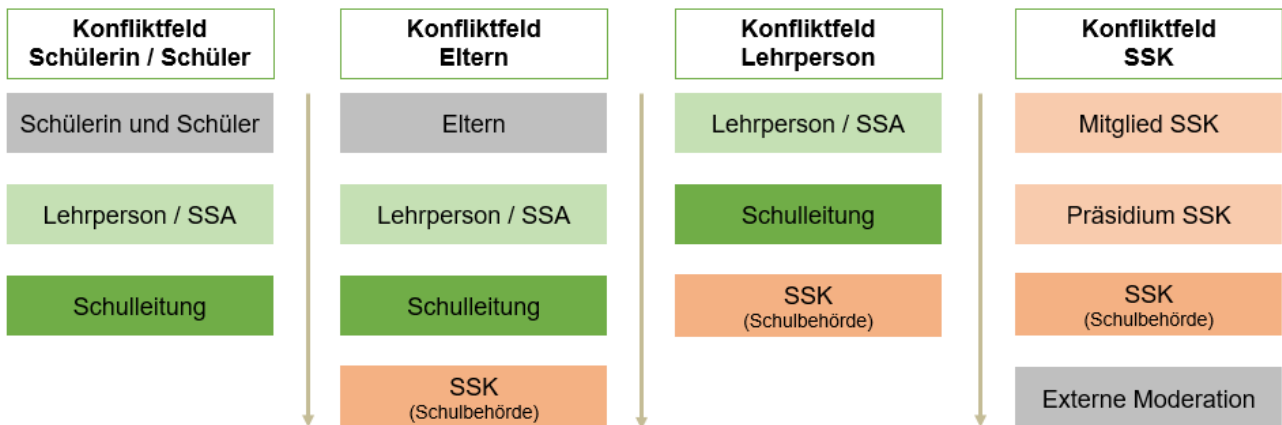 Konfliktfeld
Schülerin / Schüler
Schülerin und Schüler
Lehrperson / SSA
Schulleitung
Konfliktfeld
Eltern
Eltern
Lehrperson / SSA
Schulleitung
SSK
(Schulbehörde)
Konfliktfeld
Lehrperson
Lehrperson / SSA
Schulleitung
SSK
(Schulbehörde)
Konfliktfeld
SSK
Mitglied SSK
Präsidium SSK
SSK
(Schulbehörde)
Externe Moderation